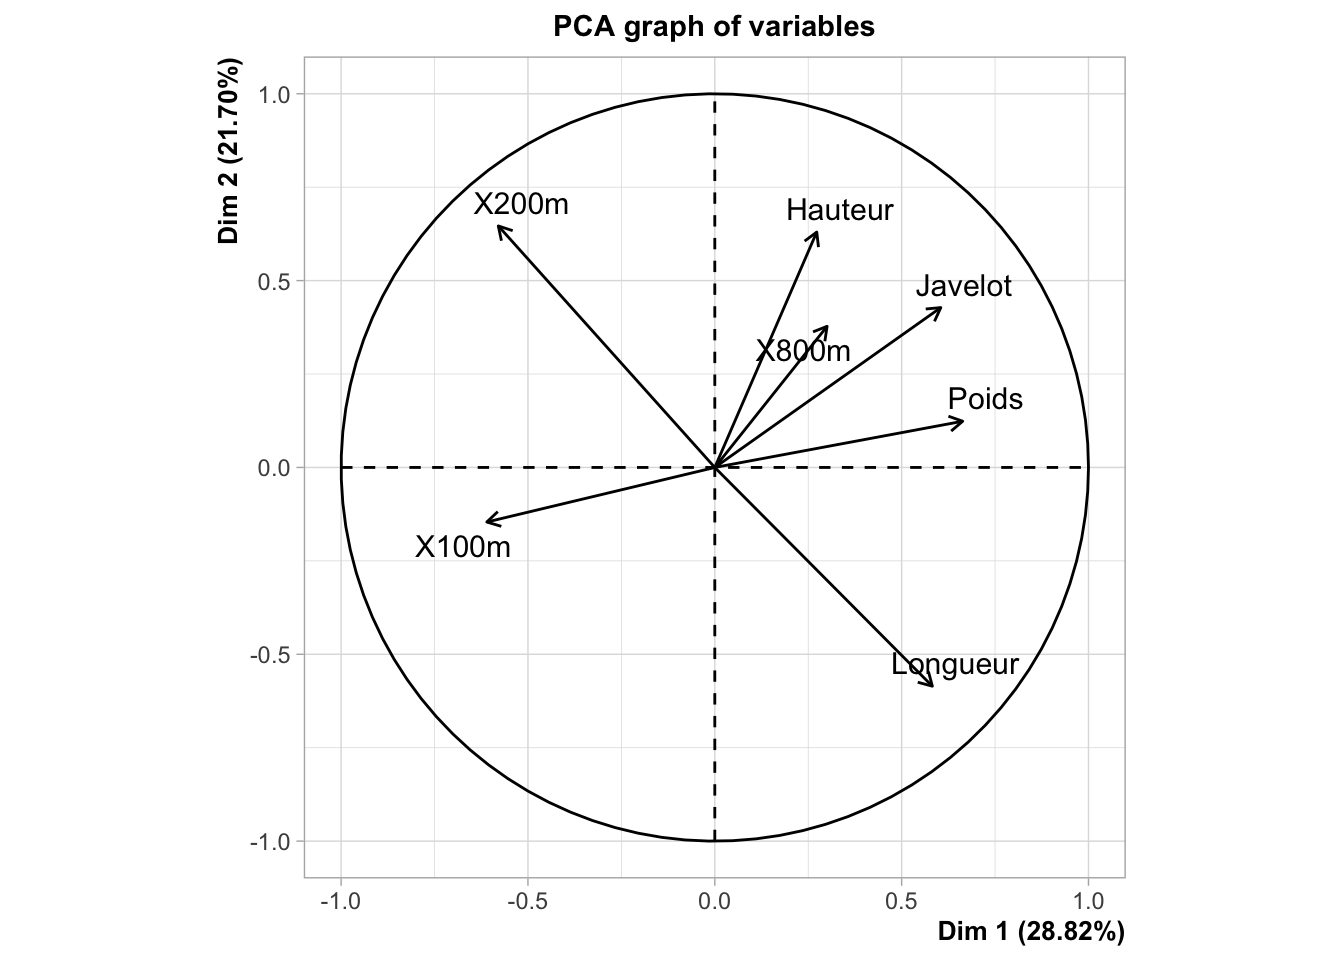 PCA graph of variables
Dim 2 (21.70%)
1.0
0.5
0.0
-0.5
-1.0
X200m
Hauteur
Javelot
X800m
Poids
X100m
Longueur
-1.0
-0.5
0.0
0.5
1.0
Dim 1 (28.82%)